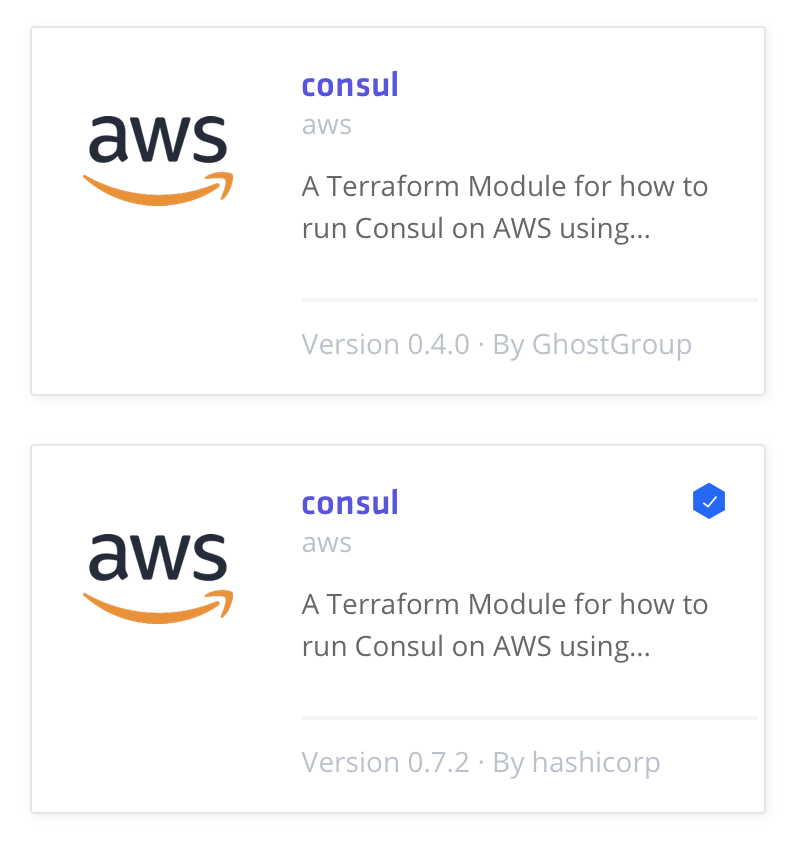 aws
consul
aws
A Terraform Module for how to
run Consul on AWS using...
Version 0.4.0 · By GhostGroup
aws
consul
aws
A Terraform Module for how to
run Consul on AWS using...
Version 0.7.2 · By hashicorp